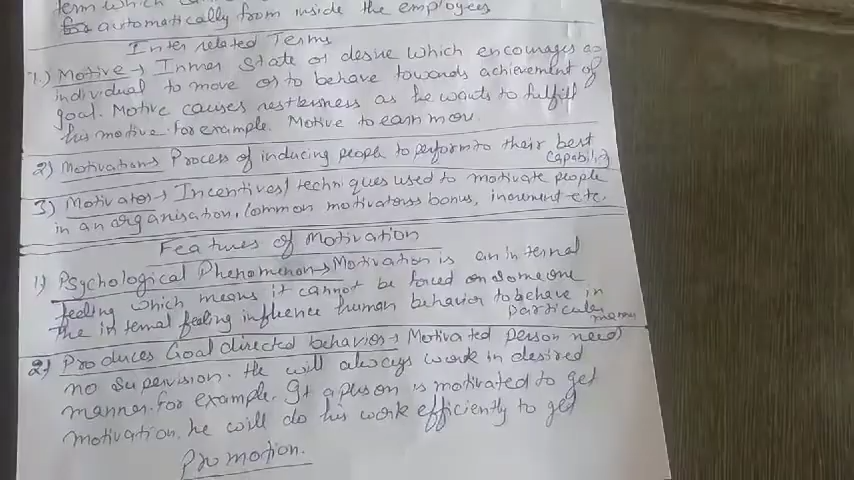 term which
automatically from inside the employees
Inter related Terms
1.) Motive → Inner State or desire which encourages an
individual to move or to behave towards achievement of
goal. Motive causes restlessness as he wants to fulfill
his motive. for example. Motive to earn more.
2) Motivation → Process of inducing people to perform to their best
capability
3) Motivators → Incentives/techniques used to motivate people
in an organisation. Common motivators bonus, increment etc.
Features of Motivation
1) Psychological Phenomenon → Motivation is an internal
feeling which means it cannot be forced on someone
The internal feeling influence human behavior to behave in
particular manner
2) Produces Goal directed behavior → Motivated person need
no supervision. He will always work in desired
manner. for example. If a person is motivated to get
motivation. he will do his work efficiently to get
Promotion.